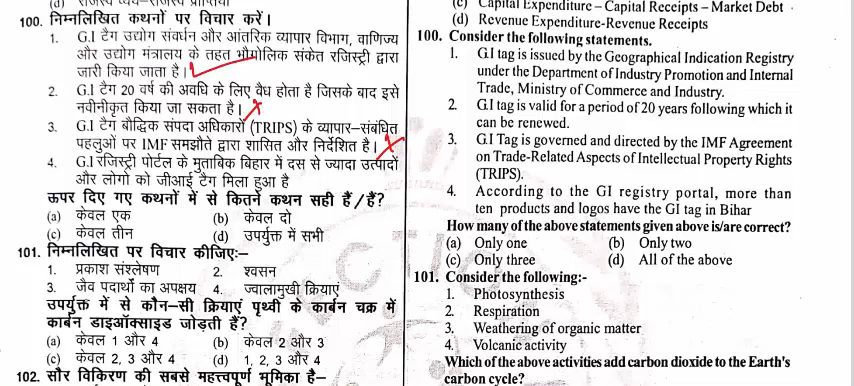 (d) राजस्व व्यय–राजस्व प्राप्तियां
100. निम्नलिखित कथनों पर विचार करें।
1. G.I टैग उद्योग संवर्धन और आंतरिक व्यापार विभाग, वाणिज्य
और उद्योग मंत्रालय के तहत भौगोलिक संकेत रजिस्ट्री द्वारा
जारी किया जाता है।
2. G.I टैग 20 वर्ष की अवधि के लिए वैध होता है जिसके बाद इसे
नवीनीकृत किया जा सकता है।
3. G.I टैग बौद्धिक संपदा अधिकारों (TRIPS) के व्यापार–संबंधित
पहलुओं पर IMF समझौते द्वारा शासित और निर्देशित है।
4. G.I रजिस्ट्री पोर्टल के मुताबिक बिहार में दस से ज्यादा उत्पादों
और लोगो को जीआई टैग मिला हुआ है
ऊपर दिए गए कथनों में से कितने कथन सही हैं/हैं?
(a) केवल एक (b) केवल दो
(c) केवल तीन (d) उपर्युक्त में सभी
101. निम्नलिखित पर विचार कीजिए:–
1. प्रकाश संश्लेषण 2. श्वसन
3. जैव पदार्थों का अपक्षय 4. ज्वालामुखी क्रियाएं
उपर्युक्त में से कौन–सी क्रियाएं पृथ्वी के कार्बन चक्र में
कार्बन डाइऑक्साइड जोड़ती हैं?
(a) केवल 1 और 4 (b) केवल 2 और 3
(c) केवल 2, 3 और 4 (d) 1, 2, 3 और 4
102. सौर विकिरण की सबसे महत्त्वपूर्ण भूमिका है–
(c) Capital Expenditure – Capital Receipts – Market Debt
(d) Revenue Expenditure-Revenue Receipts
100. Consider the following statements.
1. G.I tag is issued by the Geographical Indication Registry
under the Department of Industry Promotion and Internal
Trade, Ministry of Commerce and Industry.
2. G.I tag is valid for a period of 20 years following which it
can be renewed.
3. G.I Tag is governed and directed by the IMF Agreement
on Trade-Related Aspects of Intellectual Property Rights
(TRIPS).
4. According to the GI registry portal, more than
ten products and logos have the GI tag in Bihar
How many of the above statements given above is/are correct?
(a) Only one (b) Only two
(c) Only three (d) All of the above
101. Consider the following:-
1. Photosynthesis
2. Respiration
3. Weathering of organic matter
4. Volcanic activity
Which of the above activities add carbon dioxide to the Earth's
carbon cycle?